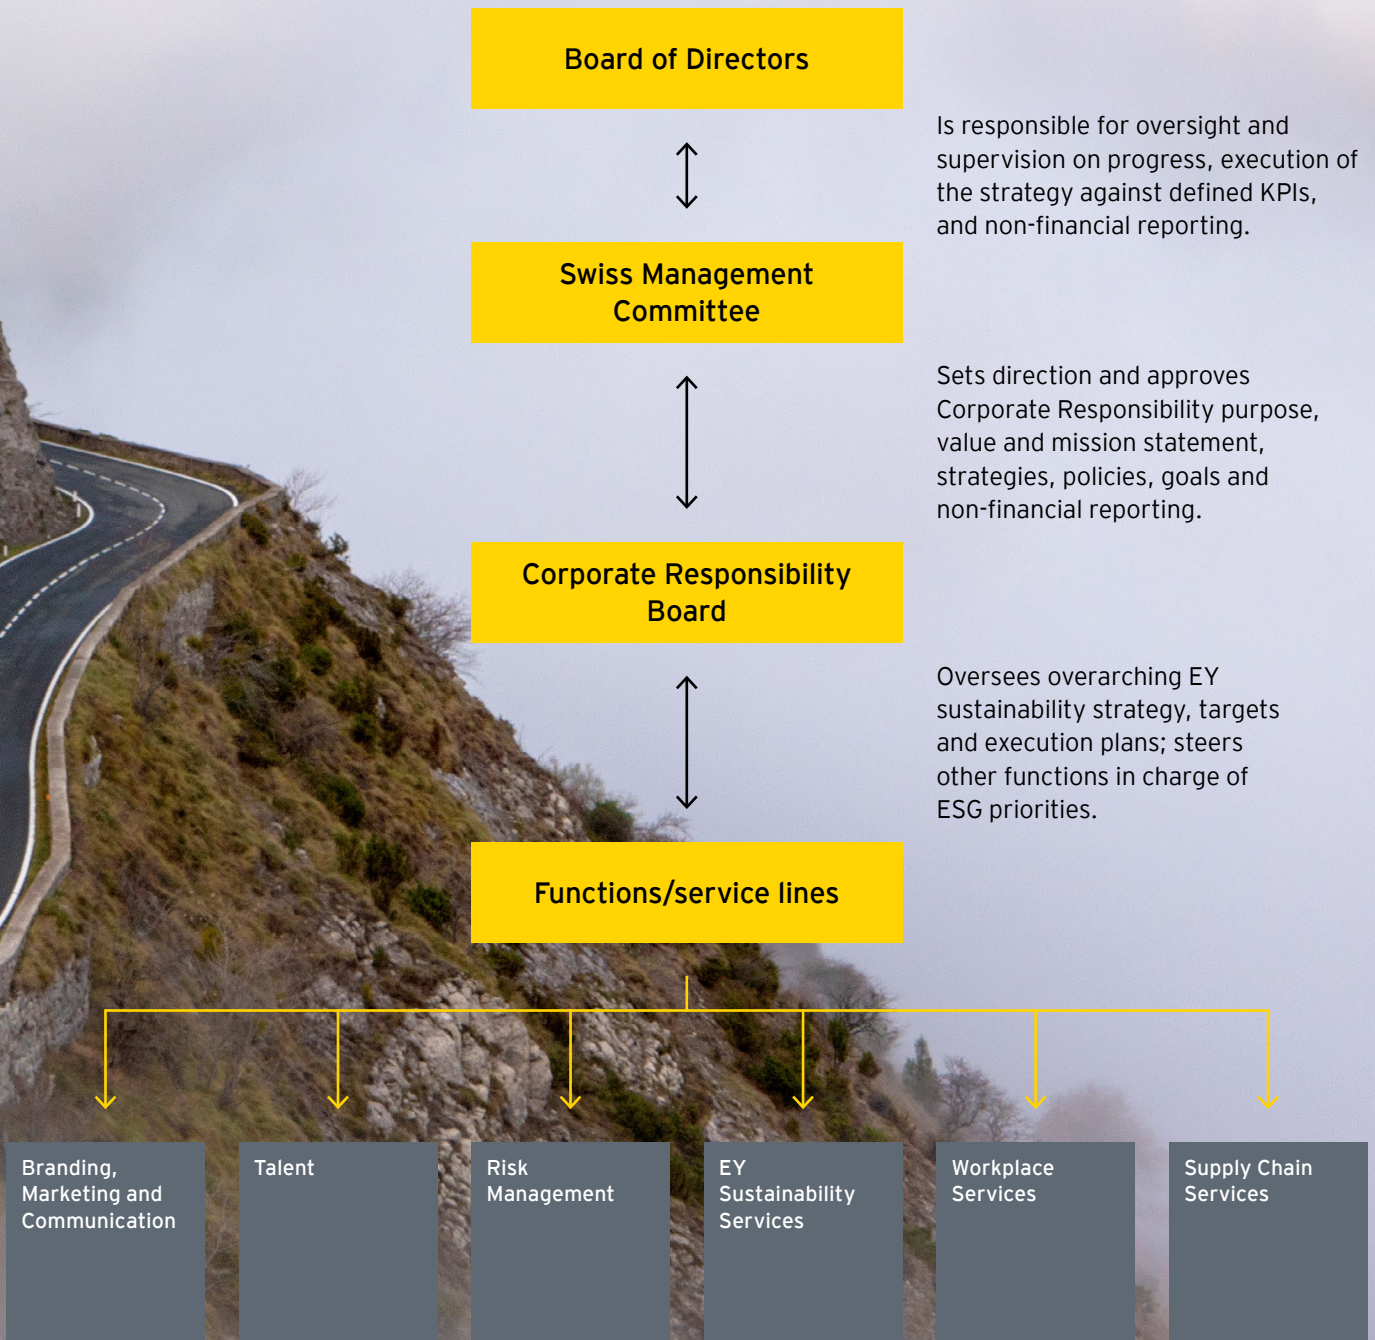 Board of Directors
Is responsible for oversight and
supervision on progress, execution of
the strategy against defined KPIs,
and non-financial reporting.
Swiss Management
Committee
Sets direction and approves
Corporate Responsibility purpose,
value and mission statement,
strategies, policies, goals and
non-financial reporting.
Corporate Responsibility
Board
Oversees overarching EY
sustainability strategy, targets
and execution plans; steers
other functions in charge of
ESG priorities.
Functions/service lines
Branding,
Marketing and
Communication
Talent
Risk
Management
EY
Sustainability
Services
Workplace
Services
Supply Chain
Services